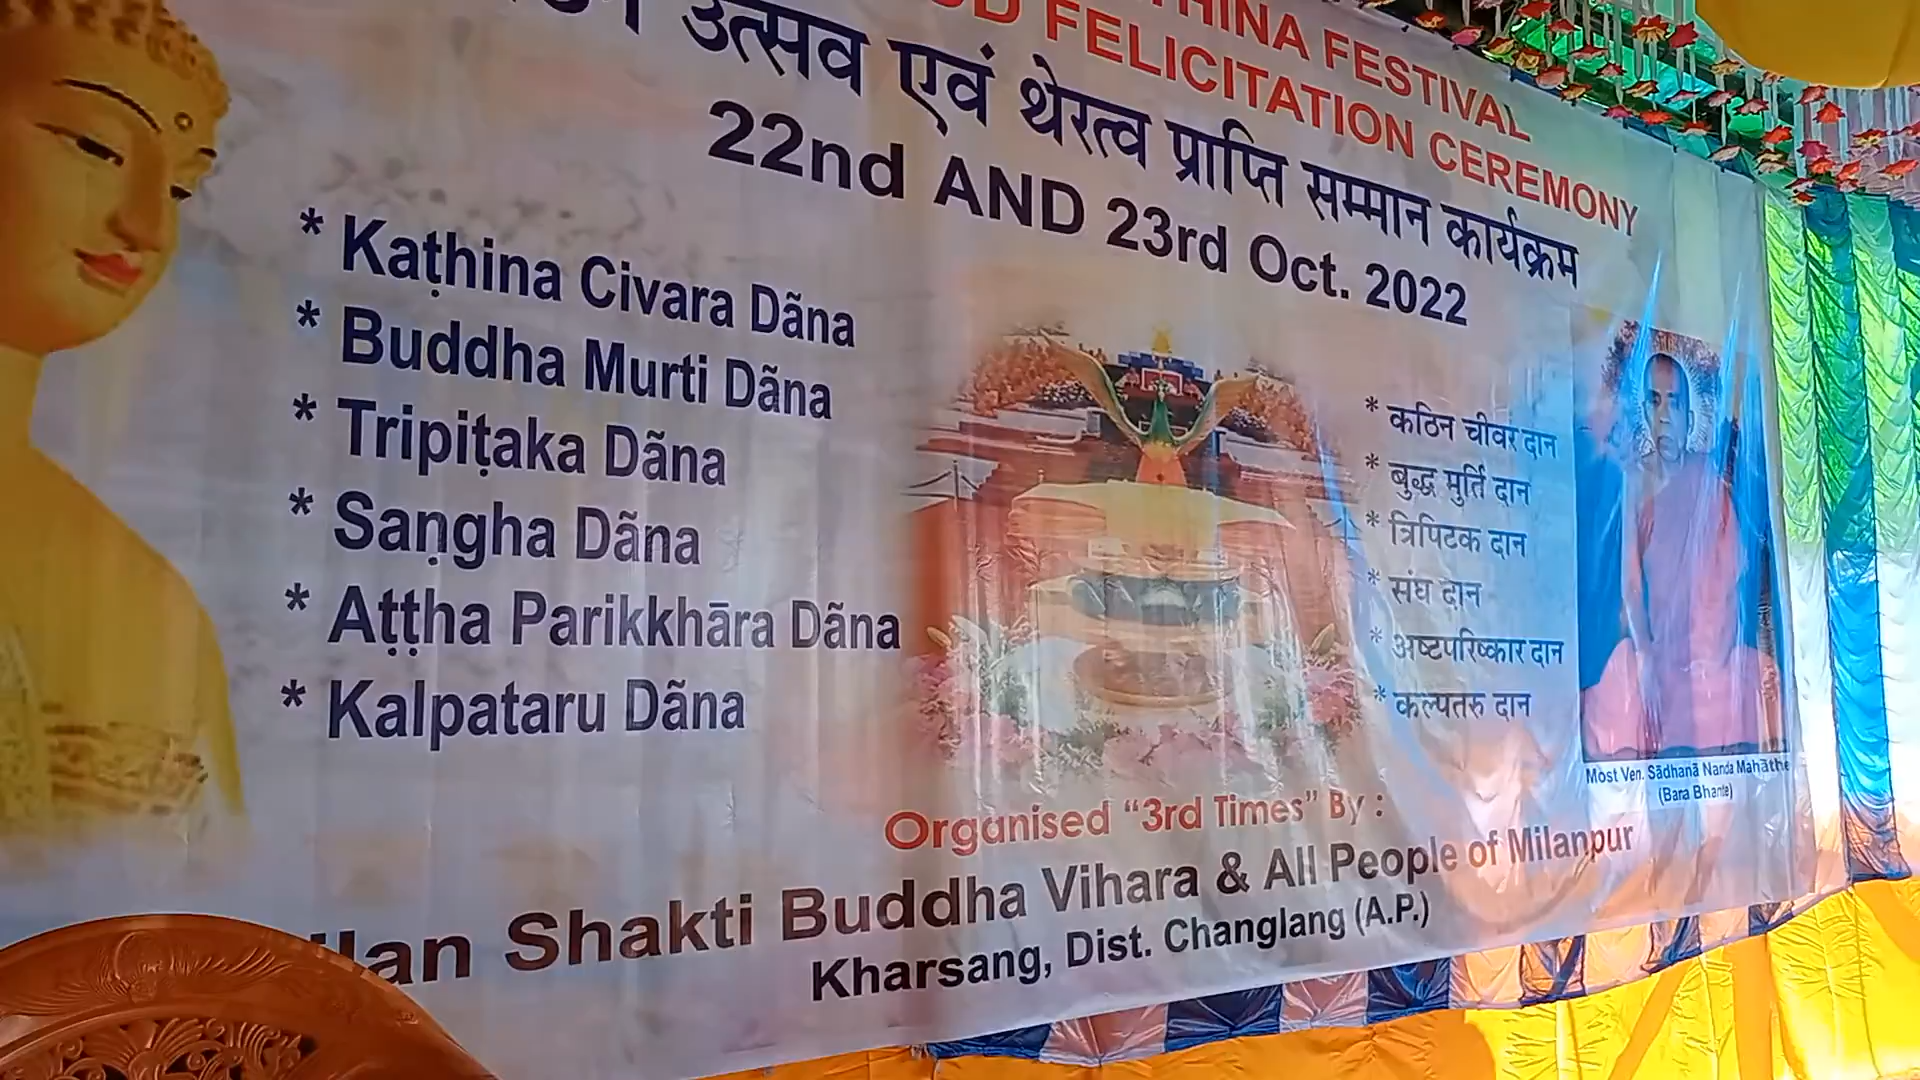 THINA FESTIVAL
D FELICITATION CEREMONY
उत्सव एवं थेरत्व प्राप्ति सम्मान कार्यक्रम
22nd AND 23rd Oct. 2022
* Kaṭhina Civara Dãna
* Buddha Murti Dãna
* Tripiṭaka Dãna
* Saṇgha Dãna
* Aṭṭha Parikkhāra Dãna
* Kalpataru Dãna
* कठिन चीवर दान
* बुद्ध मुर्ति दान
* त्रिपिटक दान
* संघ दान
* अष्टपरिष्कार दान
* कल्पतरु दान
Most Ven. Sādhanā Nanda Mahāthe
(Bara Bhante)
Organised “3rd Times” By :
lan Shakti Buddha Vihara & All People of Milanpur
Kharsang, Dist. Changlang (A.P.)